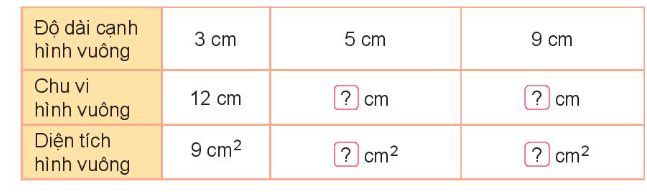 Độ dài cạnh
hình vuông
3 cm
5 cm
9 cm
Chu vi
hình vuông
12 cm
? cm
? cm
Diện tích
hình vuông
9 cm²
? cm²
? cm²